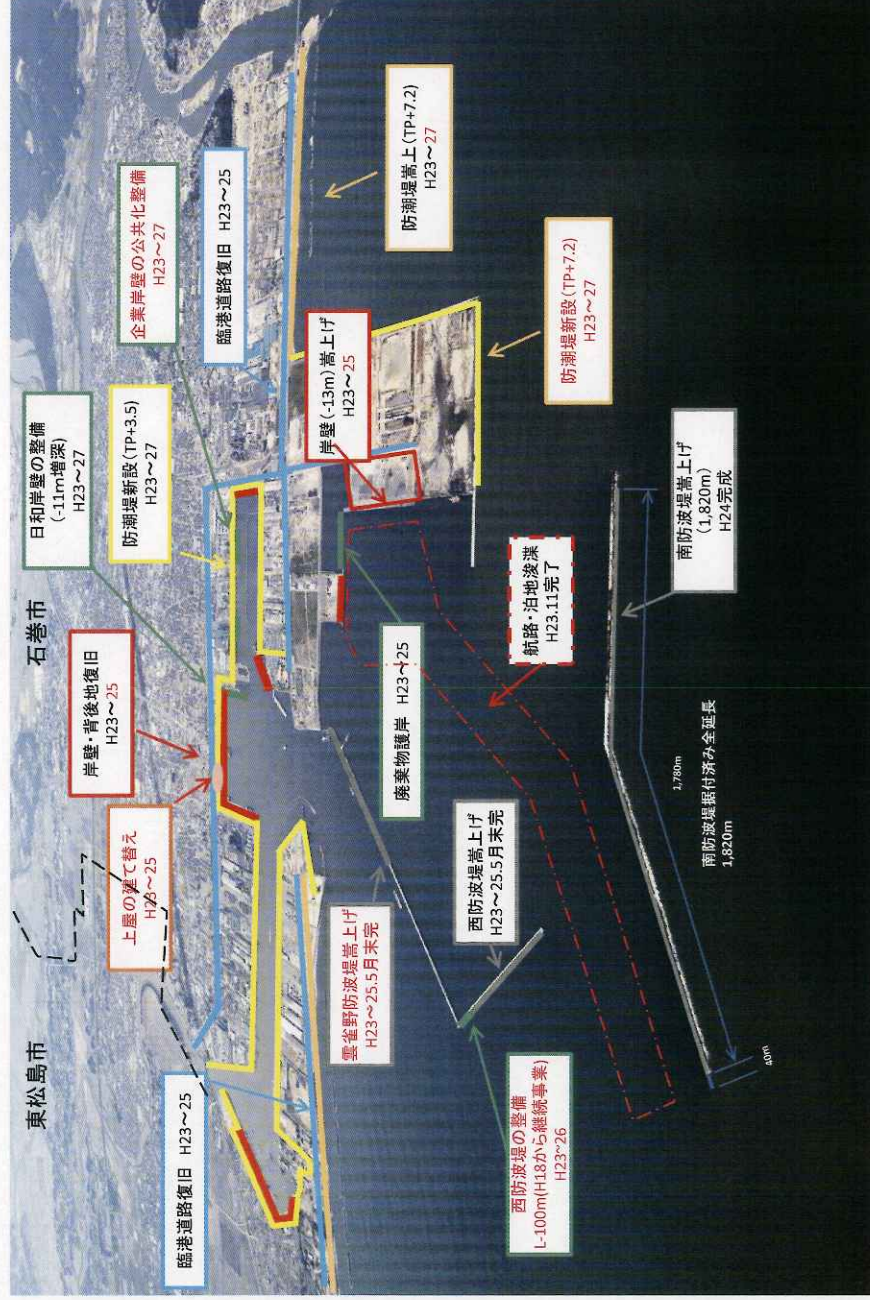 東松島市
石巻市
臨港道路復旧 H23～25
上屋の建て替え
H23～25
岸壁・背後地復旧
H23～25
日和岸壁の整備
(-11m増深)
H23～27
防潮堤新設(TP+3.5)
H23～27
企業岸壁の公共化整備
H23～27
臨港道路復旧 H23～25
防潮堤嵩上(TP+7.2)
H23～27
岸壁(-13m)嵩上げ
H23～25
防潮堤新設(TP+7.2)
H23～27
雲雀野防波堤嵩上げ
H23～25.5月末完
廃棄物護岸 H23～25
西防波堤嵩上げ
H23～25.5月末完
航路・泊地浚渫
H23.11完了
西防波堤の整備
L-100m(H18から継続事業)
H23~26
南防波堤嵩上げ
(1,820m)
H24完成
1,780m
南防波堤据付済み全延長
1,820m
40m